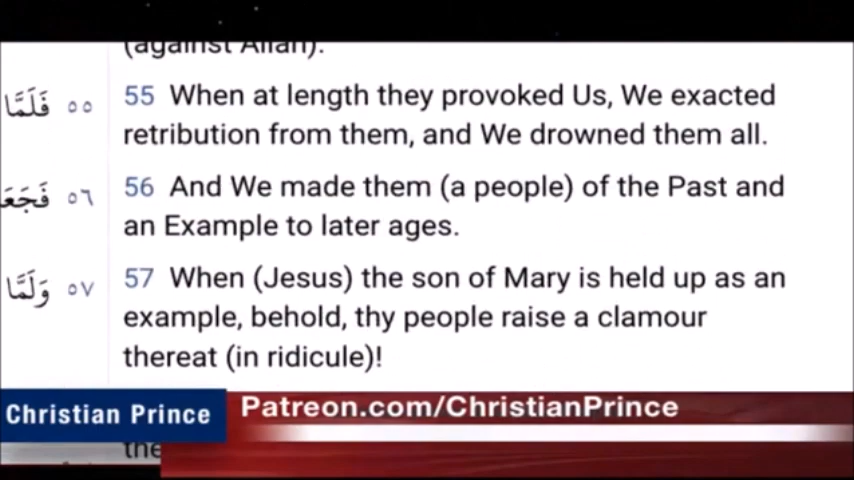 (against Allah).
55 When at length they provoked Us, We exacted
retribution from them, and We drowned them all.
56 And We made them (a people) of the Past and
an Example to later ages.
57 When (Jesus) the son of Mary is held up as an
example, behold, thy people raise a clamour
thereat (in ridicule)!
the
٥٥ فَلَمَّا
٥٦
٥٧ وَلَمَّا
Christian Prince
Patreon.com/ChristianPrince